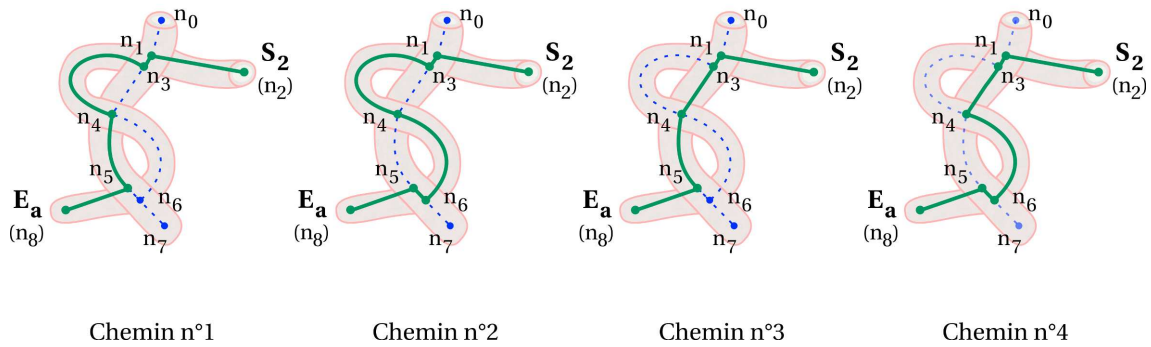 n0
n1
S2
(n2)
n3
n4
n5
Ea
(n8)
n6
n7
Chemin n°1
n0
n1
S2
(n2)
n3
n4
n5
Ea
(n8)
n6
n7
Chemin n°2
n0
n1
S2
(n2)
n3
n4
n5
Ea
(n8)
n6
n7
Chemin n°3
n0
n1
S2
(n2)
n3
n4
n5
Ea
(n8)
n6
n7
Chemin n°4